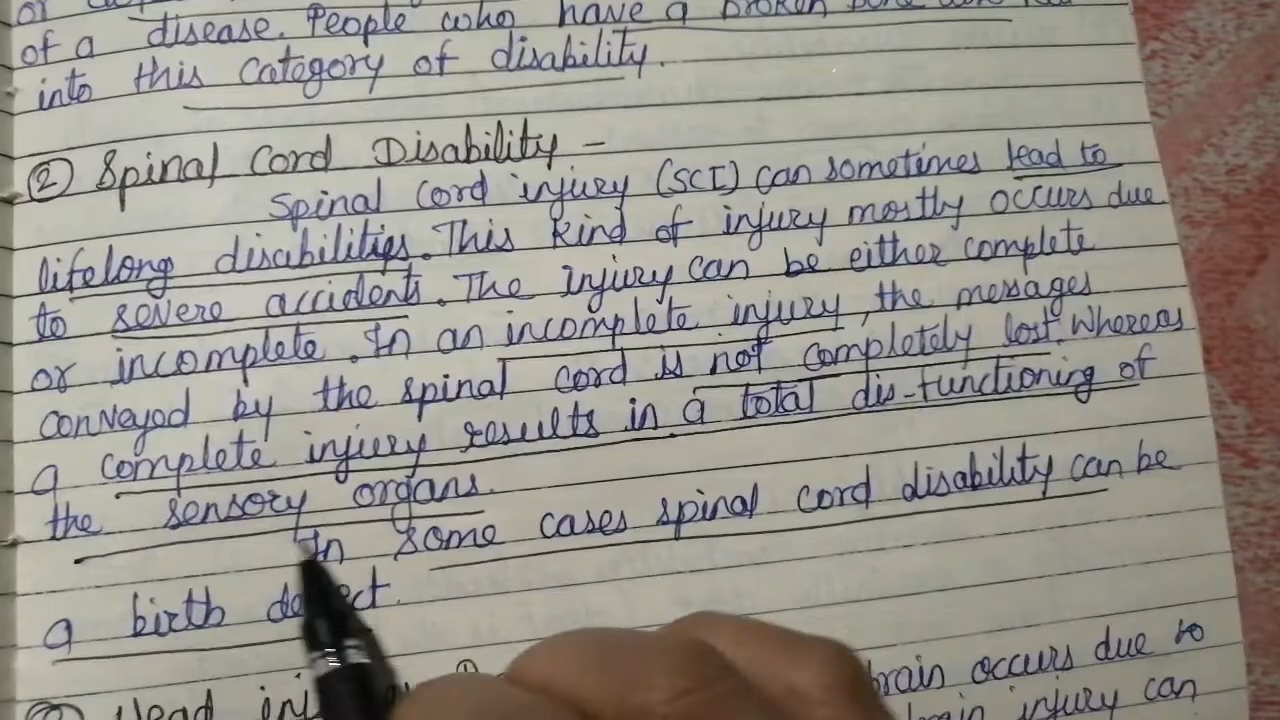 of a disease. People who have a broken
into this category of disability.
② Spinal Cord Disability -
Spinal Cord injury (SCI) can sometimes lead to
lifelong disabilities. This kind of injury mostly occurs due
to severe accidents. The injury can be either complete
or incomplete. In an incomplete injury, the messages
conveyed by the spinal cord is not completely lost. Whereas
a complete injury results in a total dis-functioning of
the sensory organs.
In some cases spinal cord disability can be
a birth defect.
Head inj
brain occurs due to
injury can